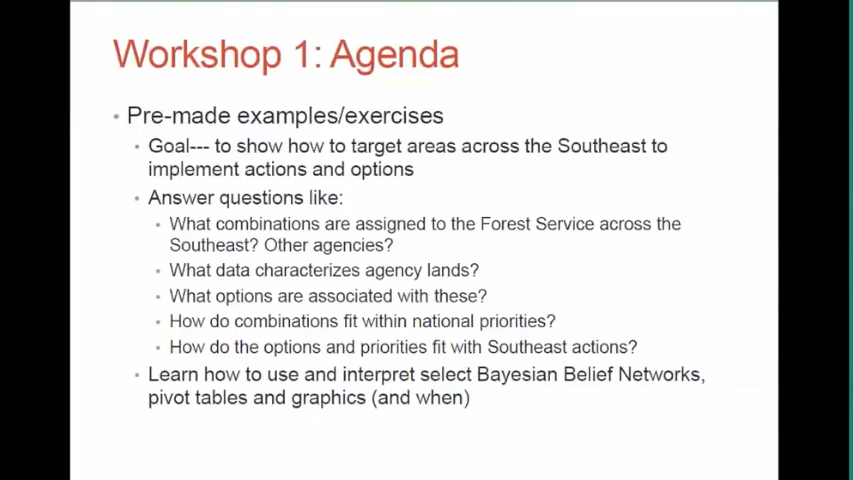 Workshop 1: Agenda
Pre-made examples/exercises
Goal--- to show how to target areas across the Southeast to
implement actions and options
Answer questions like:
What combinations are assigned to the Forest Service across the
Southeast? Other agencies?
What data characterizes agency lands?
What options are associated with these?
How do combinations fit within national priorities?
How do the options and priorities fit with Southeast actions?
Learn how to use and interpret select Bayesian Belief Networks,
pivot tables and graphics (and when)